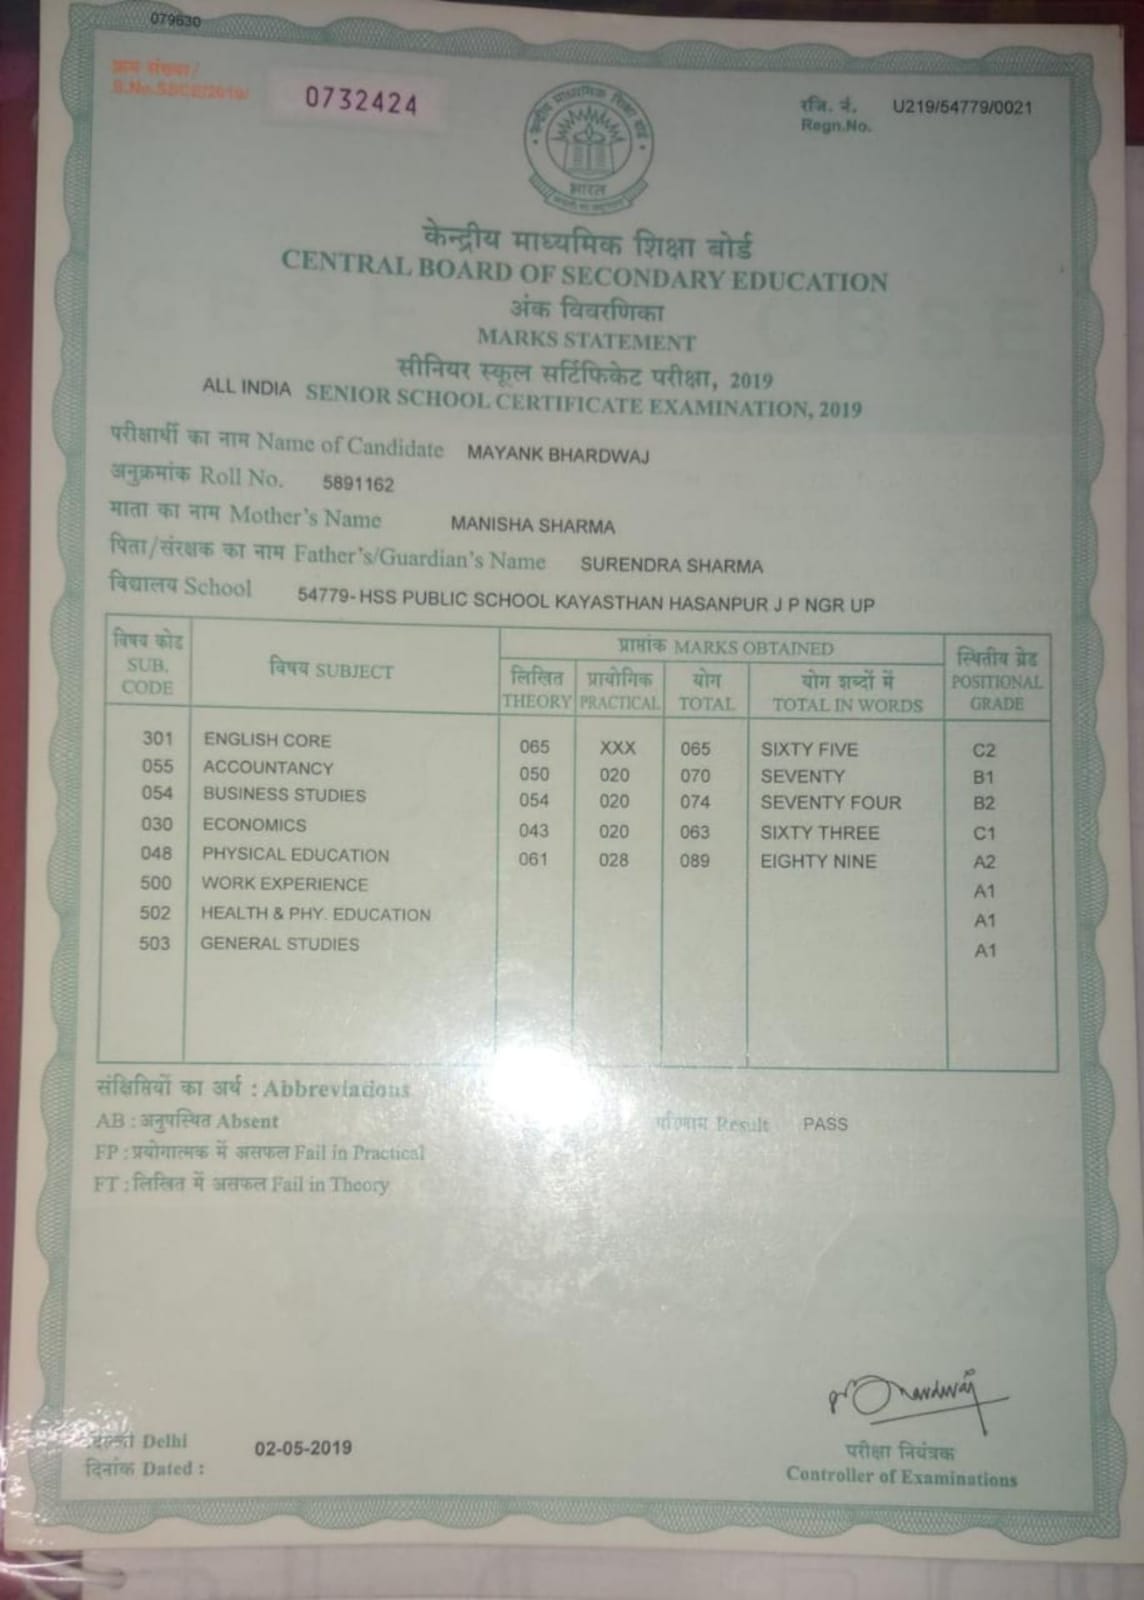 079630
क्रम संख्या/
S.No.SSCE/2019/ 0732424
रजि. नं. U219/54779/0021
Regn.No.
भारत
केन्द्रीय माध्यमिक शिक्षा बोर्ड
CENTRAL BOARD OF SECONDARY EDUCATION
अंक विवरणिका
MARKS STATEMENT
सीनियर स्कूल सर्टिफिकेट परीक्षा, 2019
ALL INDIA SENIOR SCHOOL CERTIFICATE EXAMINATION, 2019
परीक्षार्थी का नाम Name of Candidate MAYANK BHARDWAJ
अनुक्रमांक Roll No. 5891162
माता का नाम Mother's Name MANISHA SHARMA
पिता/संरक्षक का नाम Father's/Guardian's Name SURENDRA SHARMA
विद्यालय School 54779- HSS PUBLIC SCHOOL KAYASTHAN HASANPUR J P NGR UP
विषय कोड SUB. CODE विषय SUBJECT प्राप्तांक MARKS OBTAINED स्थितीय ग्रेड POSITIONAL GRADE
लिखित THEORY प्रायोगिक PRACTICAL योग TOTAL योग शब्दों में TOTAL IN WORDS
301 ENGLISH CORE 065 XXX 065 SIXTY FIVE C2
055 ACCOUNTANCY 050 020 070 SEVENTY B1
054 BUSINESS STUDIES 054 020 074 SEVENTY FOUR B2
030 ECONOMICS 043 020 063 SIXTY THREE C1
048 PHYSICAL EDUCATION 061 028 089 EIGHTY NINE A2
500 WORK EXPERIENCE A1
502 HEALTH & PHY. EDUCATION A1
503 GENERAL STUDIES A1
संक्षिप्तियों का अर्थ : Abbreviations
AB : अनुपस्थित Absent परिणाम Result PASS
FP : प्रयोगात्मक में असफल Fail in Practical
FT : लिखित में असफल Fail in Theory
दिल्ली Delhi
दिनांक Dated : 02-05-2019
परीक्षा नियंत्रक
Controller of Examinations